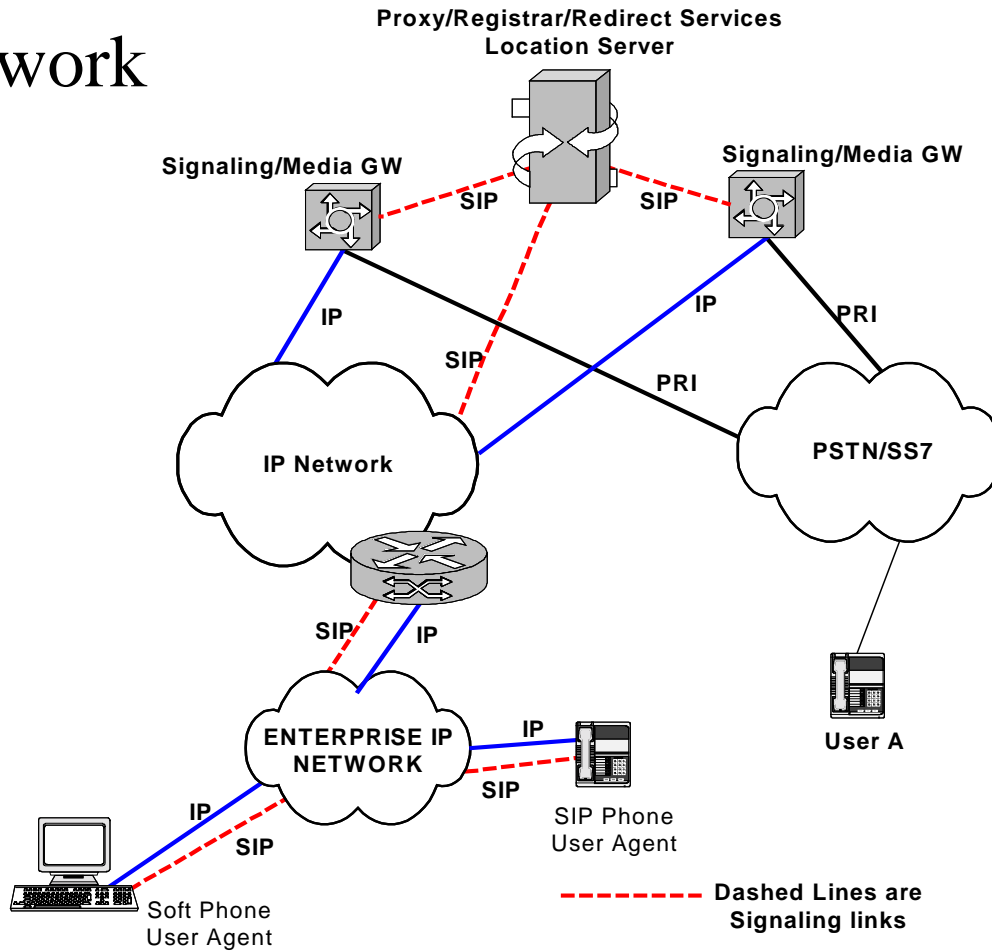 Proxy/Registrar/Redirect Services
Location Server
work
Signaling/Media GW
Signaling/Media GW
SIP
SIP
IP
IP
PRI
SIP
PRI
IP Network
PSTN/SS7
SIP
IP
User A
ENTERPRISE IP
NETWORK
IP
SIP
SIP Phone
User Agent
IP
SIP
Soft Phone
User Agent
Dashed Lines are
Signaling links